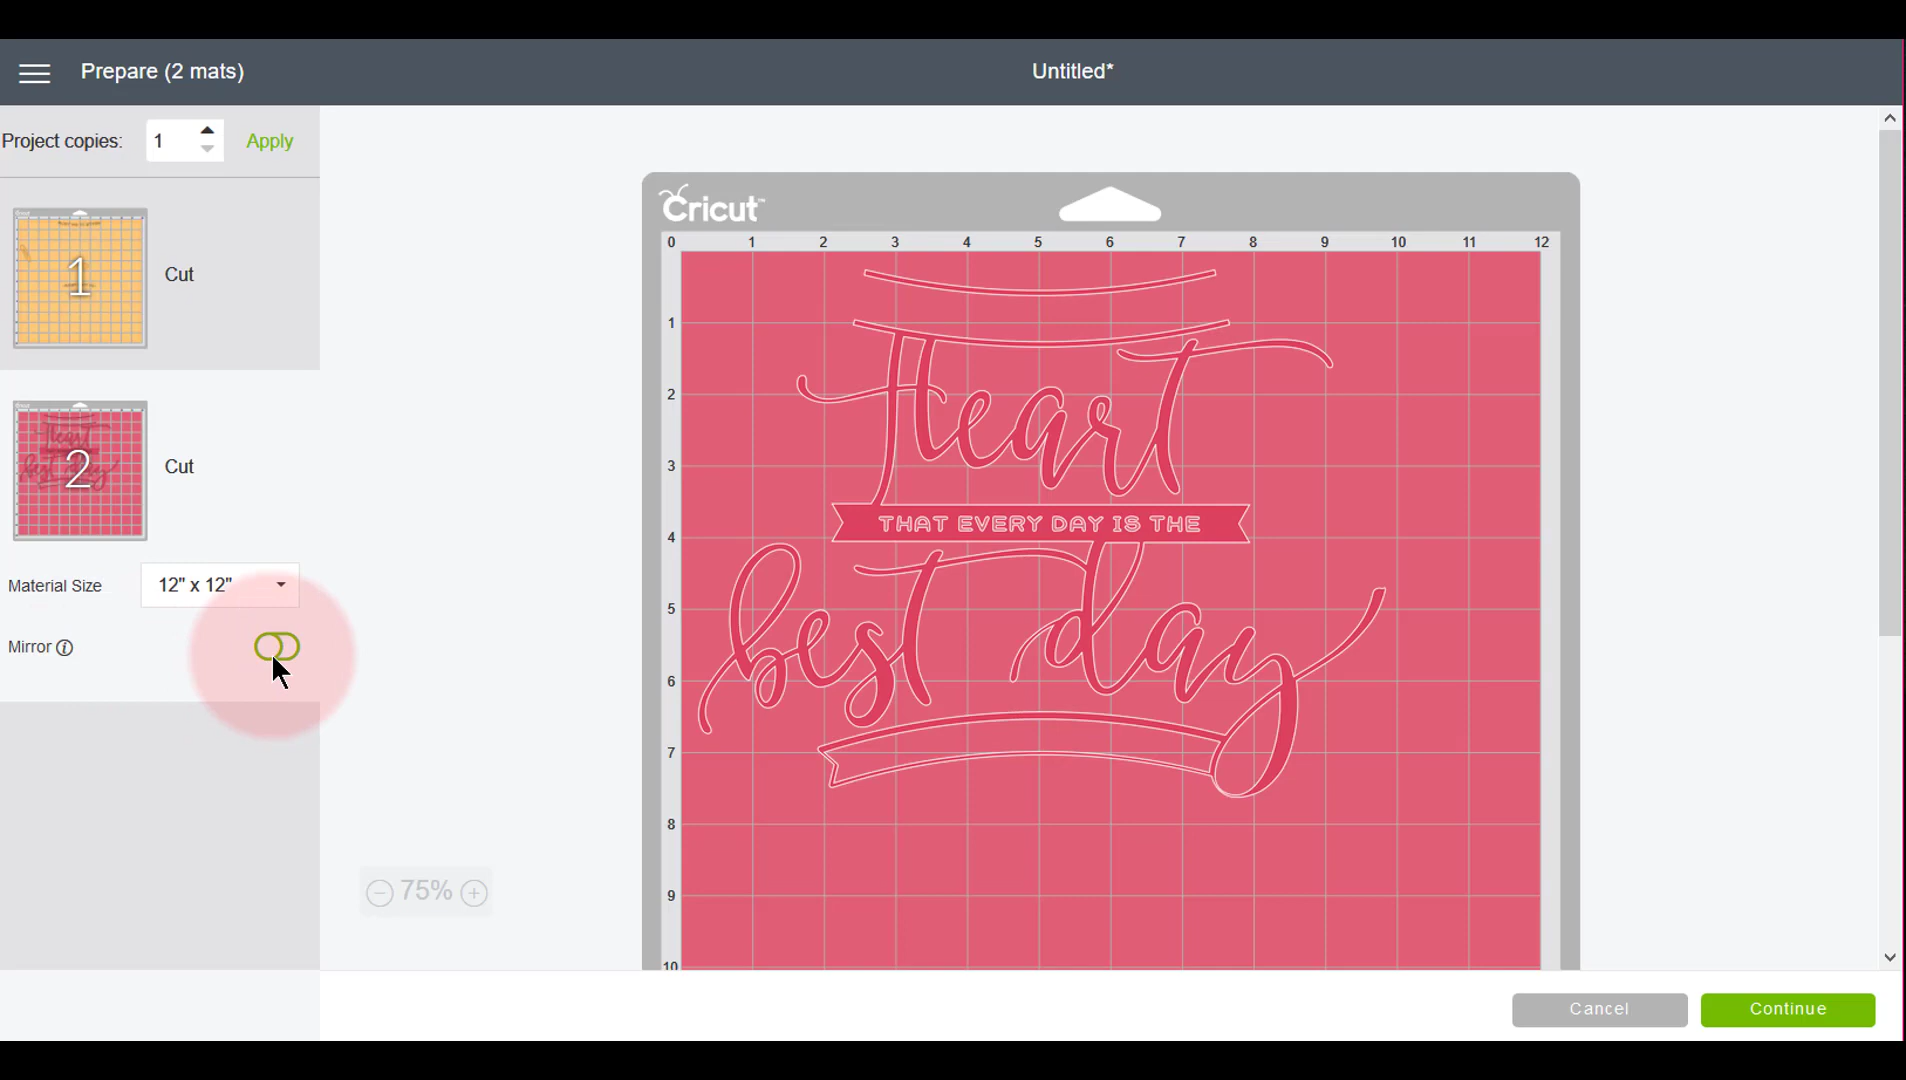 Prepare (2 mats)
Untitled*
Project copies: 1 Apply
1 Cut
2 Cut
Material Size 12" x 12"
Mirror
Cricut™
0 1 2 3 4 5 6 7 8 9 10 11 12
1
2
3
4
5
6
7
8
9
10
Heart
THAT EVERY DAY IS THE
best day
75%
Cancel Continue